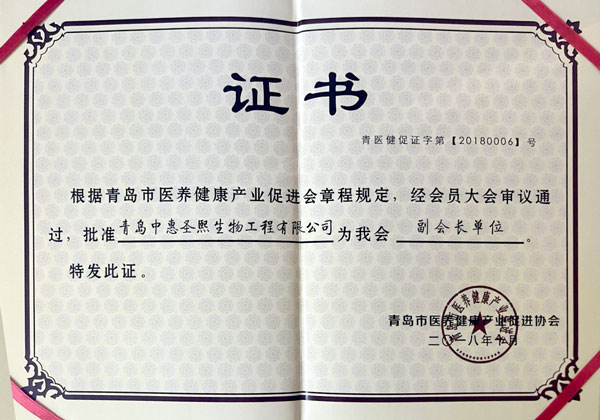 证书
青医健促证字第【20180006】号
根据青岛市医养健康产业促进会章程规定，经会员大会审议通
过，批准青岛中惠圣熙生物工程有限公司为我会 副会长单位。
特发此证。
青岛市医养健康产业促进协会
二〇一八年十月